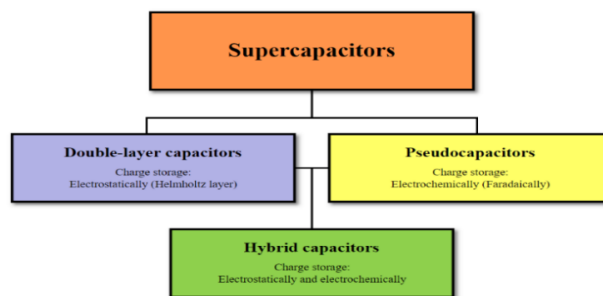 Supercapacitors
Double-layer capacitors
Charge storage:
Electrostatically (Helmholtz layer)
Pseudocapacitors
Charge storage:
Electrochemically (Faradaically)
Hybrid capacitors
Charge storage:
Electrostatically and electrochemically